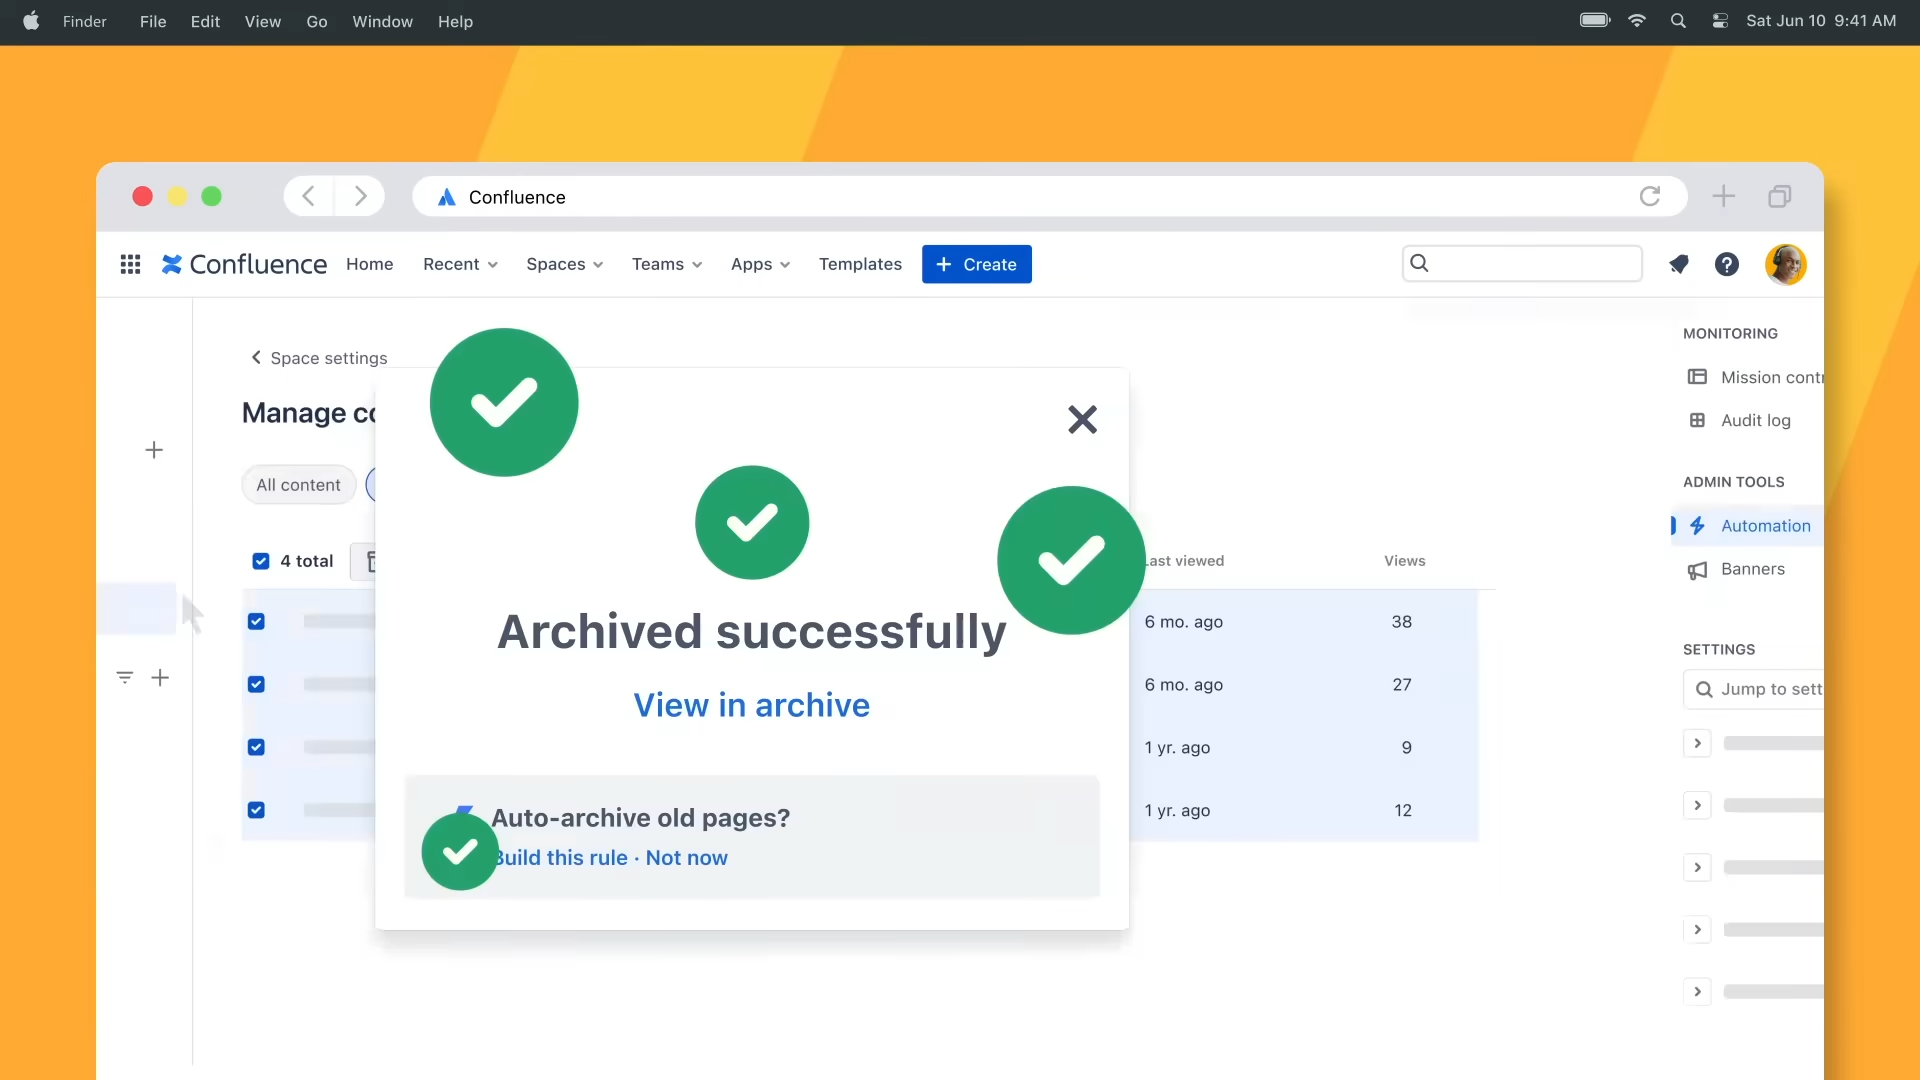 Finder File Edit View Go Window Help Sat Jun 10 9:41 AM
Confluence
Confluence Home Recent Spaces Teams Apps Templates + Create
Space settings
Manage co
All content
4 total
Last viewed Views
6 mo. ago 38
6 mo. ago 27
1 yr. ago 9
1 yr. ago 12
Archived successfully
View in archive
Auto-archive old pages?
Build this rule · Not now
MONITORING
Mission contr
Audit log
ADMIN TOOLS
Automation
Banners
SETTINGS
Jump to sett